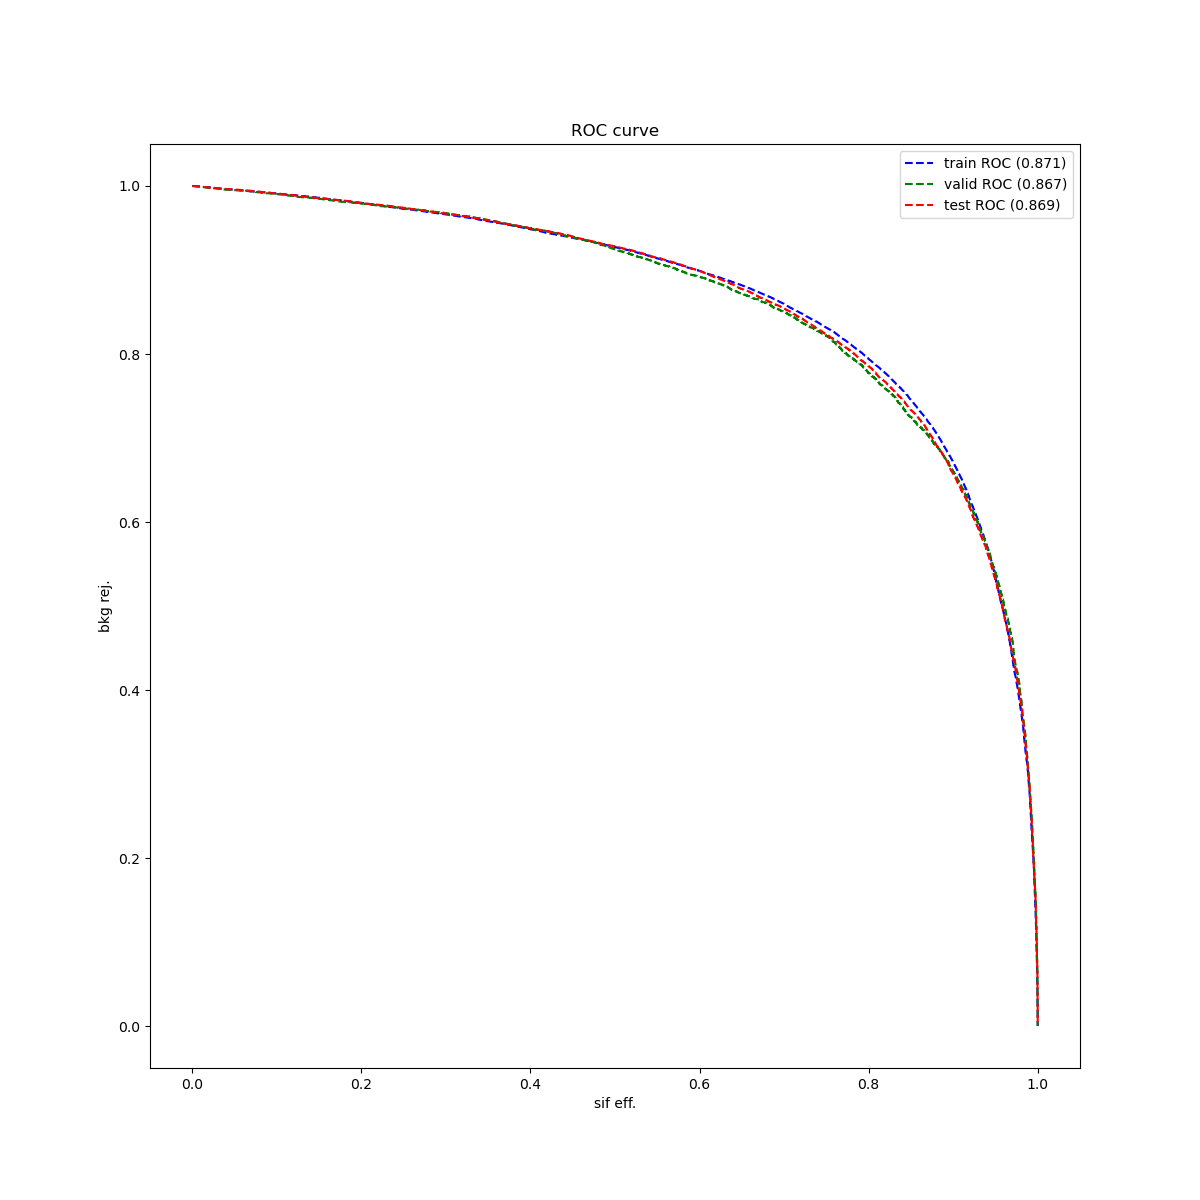 ROC curve
train ROC (0.871)
valid ROC (0.867)
test ROC (0.869)
1.0
0.8
0.6
0.4
0.2
0.0
bkg rej.
0.0 0.2 0.4 0.6 0.8 1.0
sif eff.